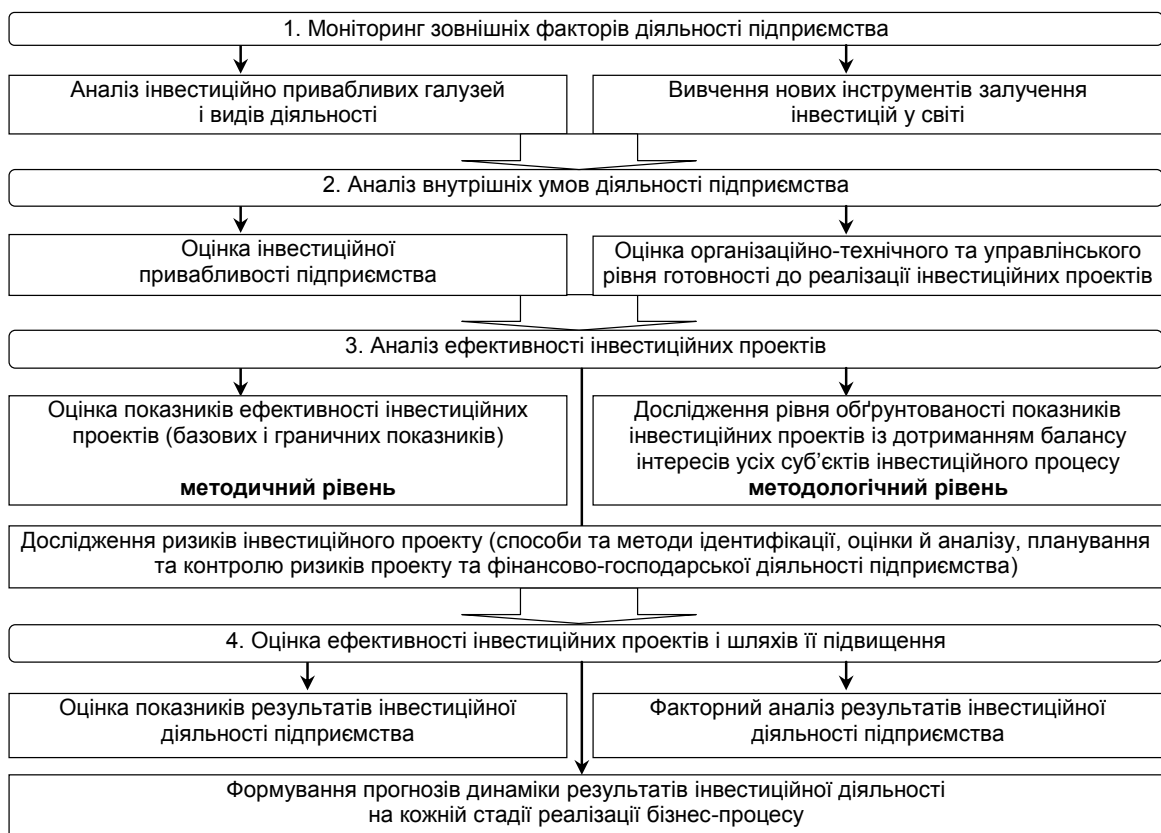 1. Моніторинг зовнішніх факторів діяльності підприємства
Аналіз інвестиційно привабливих галузей
і видів діяльності
Вивчення нових інструментів залучення
інвестицій у світі
2. Аналіз внутрішніх умов діяльності підприємства
Оцінка інвестиційної
привабливості підприємства
Оцінка організаційно-технічного та управлінського
рівня готовності до реалізації інвестиційних проектів
3. Аналіз ефективності інвестиційних проектів
Оцінка показників ефективності інвестиційних
проектів (базових і граничних показників)
методичний рівень
Дослідження рівня обґрунтованості показників
інвестиційних проектів із дотриманням балансу
інтересів усіх суб’єктів інвестиційного процесу
методологічний рівень
Дослідження ризиків інвестиційного проекту (способи та методи ідентифікації, оцінки й аналізу, планування
та контролю ризиків проекту та фінансово-господарської діяльності підприємства)
4. Оцінка ефективності інвестиційних проектів і шляхів її підвищення
Оцінка показників результатів інвестиційної
діяльності підприємства
Факторний аналіз результатів інвестиційної
діяльності підприємства
Формування прогнозів динаміки результатів інвестиційної діяльності
на кожній стадії реалізації бізнес-процесу